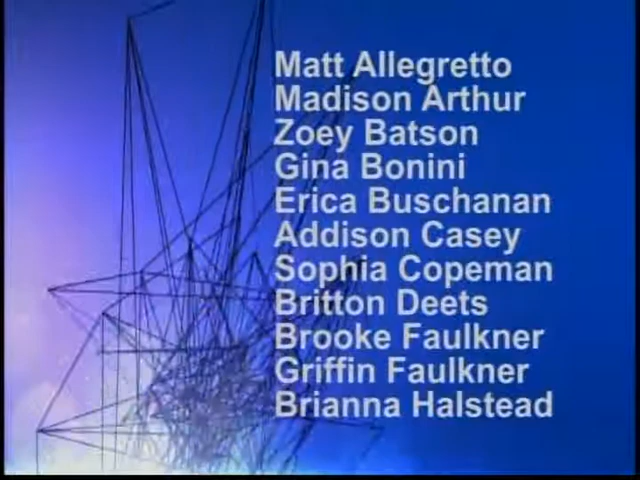 Matt Allegretto
Madison Arthur
Zoey Batson
Gina Bonini
Erica Buschanan
Addison Casey
Sophia Copeman
Britton Deets
Brooke Faulkner
Griffin Faulkner
Brianna Halstead